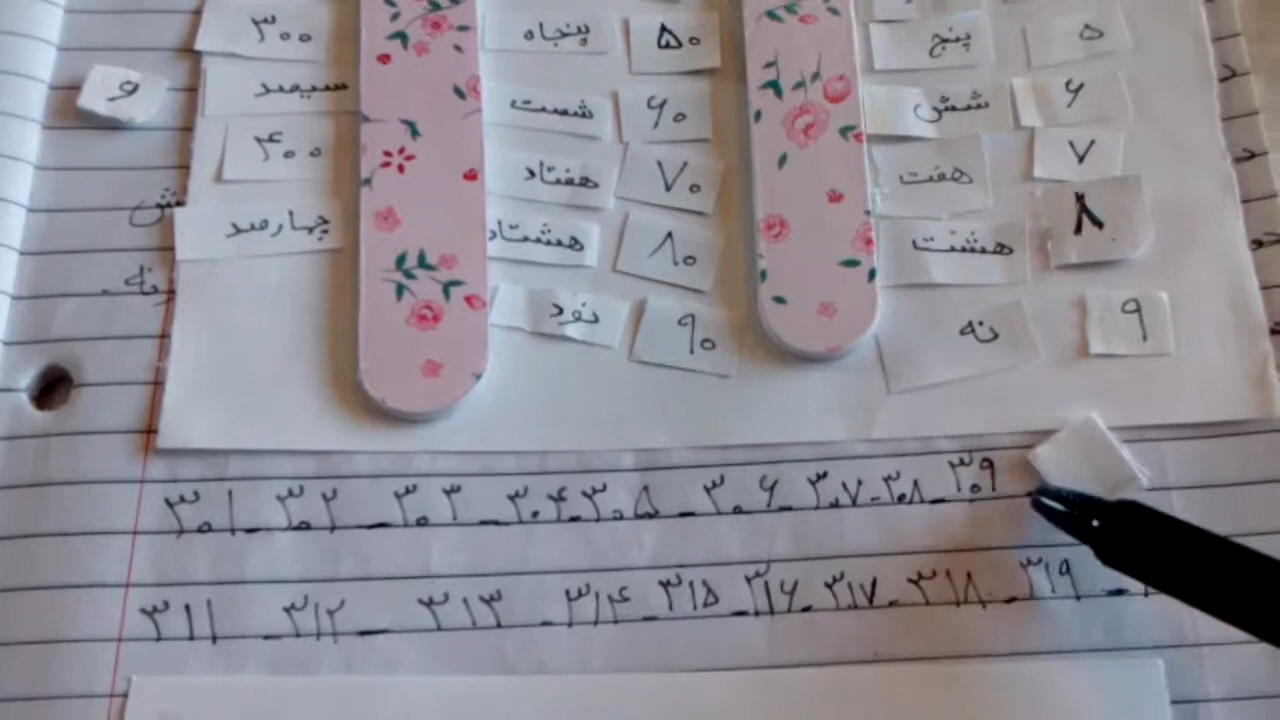 ۵ پنج ۵۰ پنجاه ۳۰۰
۶ شش ۶۰ شست سیصد و
۷ هفت ۷۰ هفتاد ۴۰۰
۸ هشت ۸۰ هشتاد چهارصد
۹ نه ۹۰ نود نه.
۳۰۱ - ۳۰۲ - ۳۰۳ - ۳۰۴ - ۳۰۵ - ۳۰۶ - ۳۰۷ - ۳۰۸ - ۳۰۹
۳۱۱ - ۳۱۲ - ۳۱۳ - ۳۱۴ - ۳۱۵ - ۳۱۶ - ۳۱۷ - ۳۱۸ - ۳۱۹ -